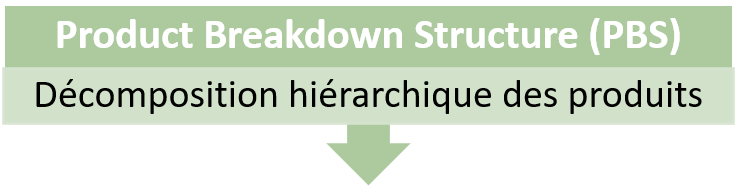 Product Breakdown Structure (PBS)
Décomposition hiérarchique des produits